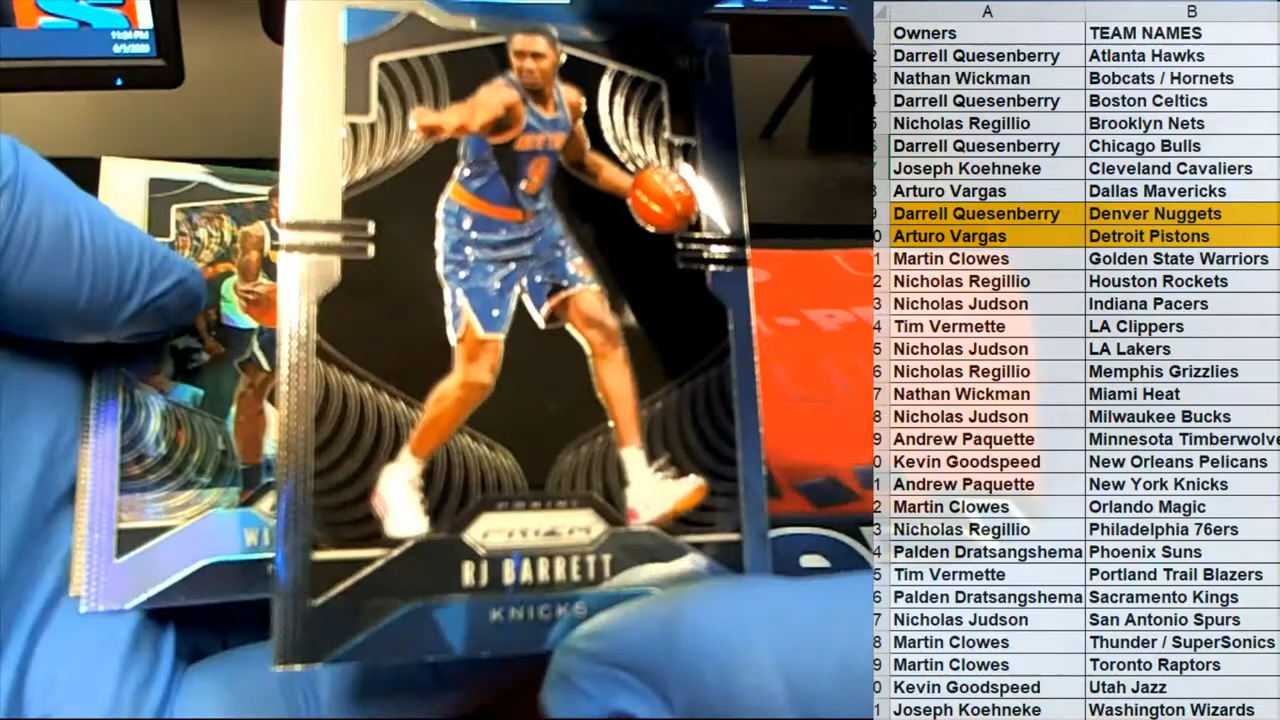 11:24 PM
RJ BARRETT
KNICKS
PANINI
PRIZM
9
WI
A B
Owners TEAM NAMES
Darrell Quesenberry Atlanta Hawks
Nathan Wickman Bobcats / Hornets
Darrell Quesenberry Boston Celtics
Nicholas Regillio Brooklyn Nets
Darrell Quesenberry Chicago Bulls
Joseph Koehneke Cleveland Cavaliers
Arturo Vargas Dallas Mavericks
Darrell Quesenberry Denver Nuggets
Arturo Vargas Detroit Pistons
Martin Clowes Golden State Warriors
Nicholas Regillio Houston Rockets
Nicholas Judson Indiana Pacers
Tim Vermette LA Clippers
Nicholas Judson LA Lakers
Nicholas Regillio Memphis Grizzlies
Nathan Wickman Miami Heat
Nicholas Judson Milwaukee Bucks
Andrew Paquette Minnesota Timberwolve
Kevin Goodspeed New Orleans Pelicans
Andrew Paquette New York Knicks
Martin Clowes Orlando Magic
Nicholas Regillio Philadelphia 76ers
Palden Dratsangshema Phoenix Suns
Tim Vermette Portland Trail Blazers
Palden Dratsangshema Sacramento Kings
Nicholas Judson San Antonio Spurs
Martin Clowes Thunder / SuperSonics
Martin Clowes Toronto Raptors
Kevin Goodspeed Utah Jazz
Joseph Koehneke Washington Wizards